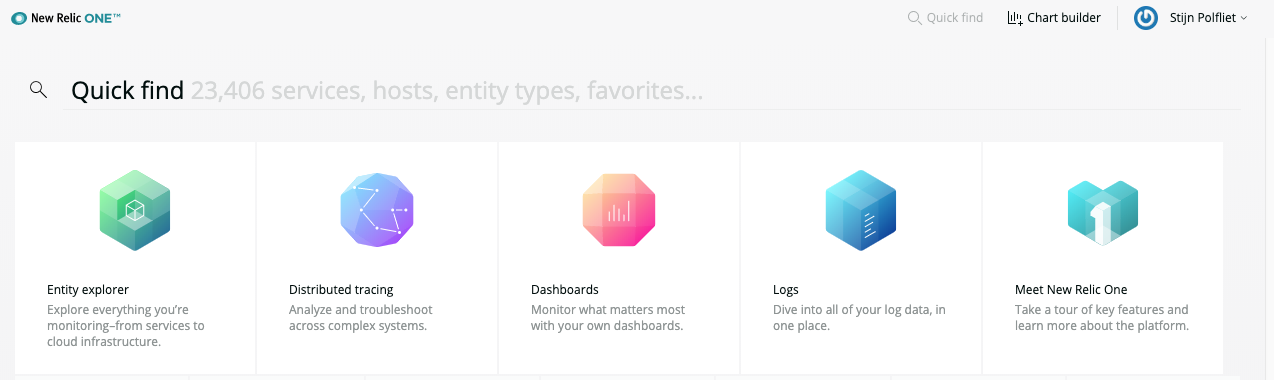 New Relic ONE™
Quick find
Chart builder
Stijn Polfliet
Quick find 23,406 services, hosts, entity types, favorites...
Entity explorer
Explore everything you’re
monitoring–from services to
cloud infrastructure.
Distributed tracing
Analyze and troubleshoot
across complex systems.
Dashboards
Monitor what matters most
with your own dashboards.
Logs
Dive into all of your log data, in
one place.
1
Meet New Relic One
Take a tour of key features and
learn more about the platform.